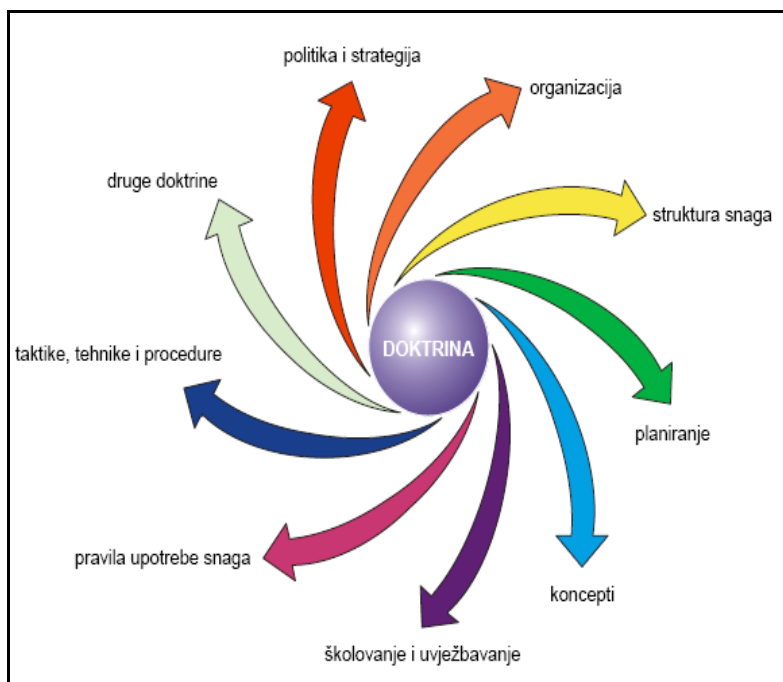 politika i strategija
organizacija
druge doktrine
struktura snaga
DOKTRINA
taktike, tehnike i procedure
planiranje
pravila upotrebe snaga
koncepti
školovanje i uvježbavanje